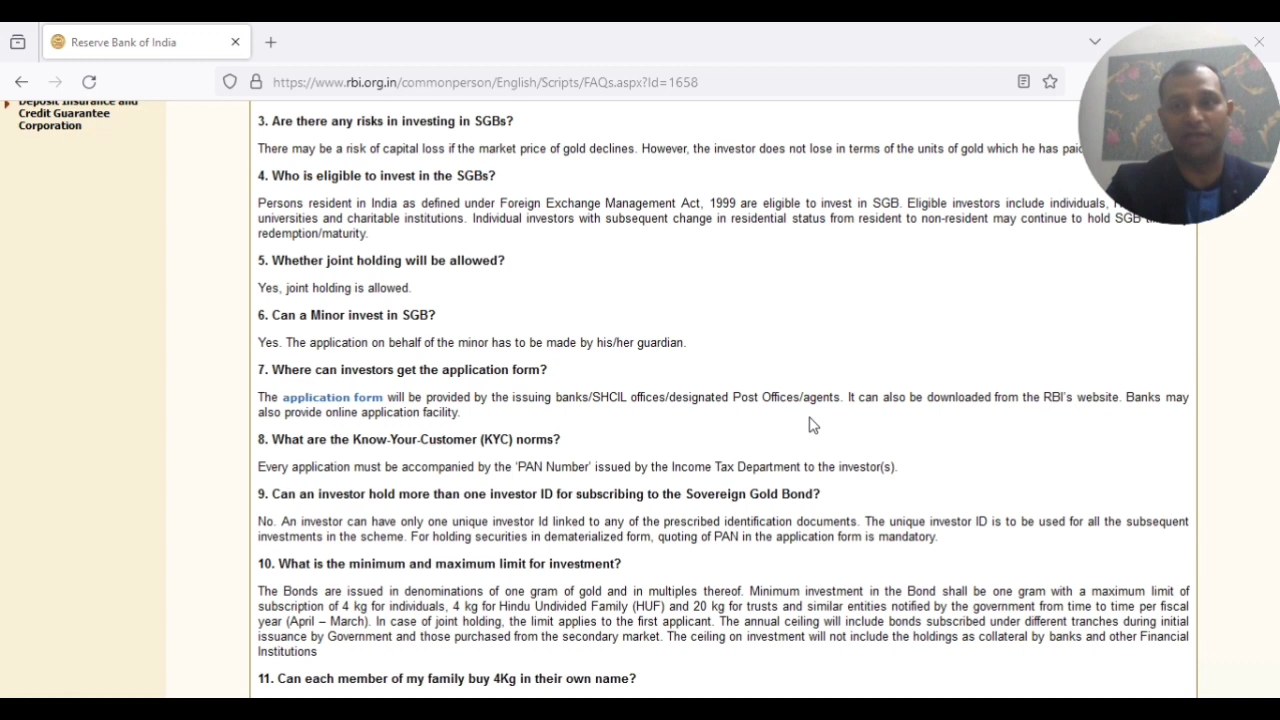 Reserve Bank of India
https://www.rbi.org.in/commonperson/English/Scripts/FAQs.aspx?Id=1658
Deposit Insurance and
Credit Guarantee
Corporation
3. Are there any risks in investing in SGBs?
There may be a risk of capital loss if the market price of gold declines. However, the investor does not lose in terms of the units of gold which he has paid
4. Who is eligible to invest in the SGBs?
Persons resident in India as defined under Foreign Exchange Management Act, 1999 are eligible to invest in SGB. Eligible investors include individuals,
universities and charitable institutions. Individual investors with subsequent change in residential status from resident to non-resident may continue to hold SGB
redemption/maturity.
5. Whether joint holding will be allowed?
Yes, joint holding is allowed.
6. Can a Minor invest in SGB?
Yes. The application on behalf of the minor has to be made by his/her guardian.
7. Where can investors get the application form?
The application form will be provided by the issuing banks/SHCIL offices/designated Post Offices/agents. It can also be downloaded from the RBI's website. Banks may
also provide online application facility.
8. What are the Know-Your-Customer (KYC) norms?
Every application must be accompanied by the 'PAN Number' issued by the Income Tax Department to the investor(s).
9. Can an investor hold more than one investor ID for subscribing to the Sovereign Gold Bond?
No. An investor can have only one unique investor Id linked to any of the prescribed identification documents. The unique investor ID is to be used for all the subsequent
investments in the scheme. For holding securities in dematerialized form, quoting of PAN in the application form is mandatory.
10. What is the minimum and maximum limit for investment?
The Bonds are issued in denominations of one gram of gold and in multiples thereof. Minimum investment in the Bond shall be one gram with a maximum limit of
subscription of 4 kg for individuals, 4 kg for Hindu Undivided Family (HUF) and 20 kg for trusts and similar entities notified by the government from time to time per fiscal
year (April – March). In case of joint holding, the limit applies to the first applicant. The annual ceiling will include bonds subscribed under different tranches during initial
issuance by Government and those purchased from the secondary market. The ceiling on investment will not include the holdings as collateral by banks and other Financial
Institutions
11. Can each member of my family buy 4Kg in their own name?